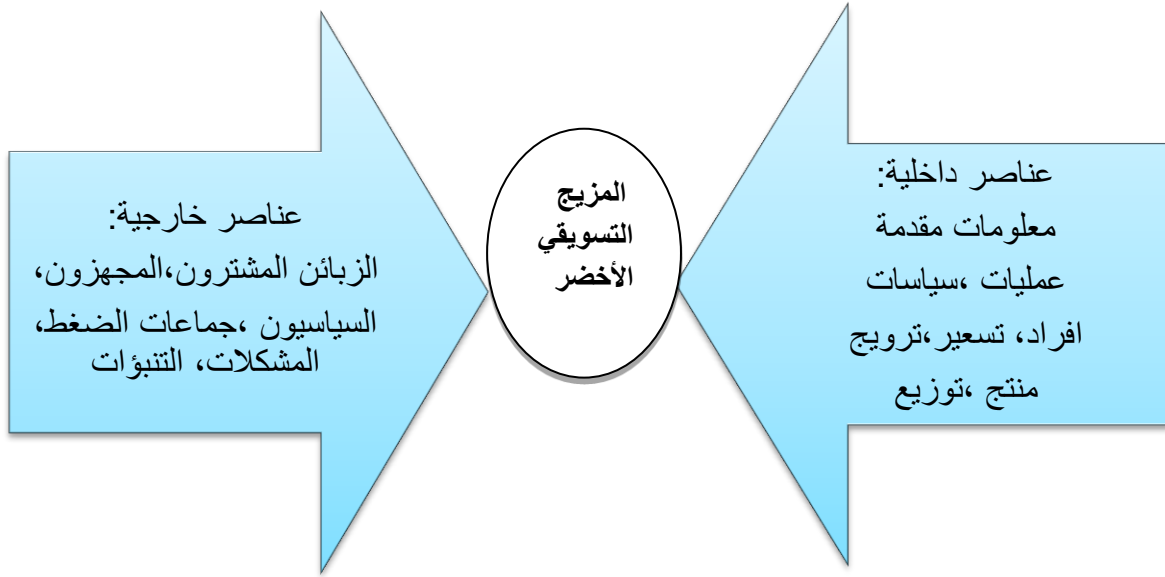 عناصر داخلية:
معلومات مقدمة
عمليات ،سياسات
افراد، تسعير،ترويج
منتج ،توزيع
المزيج
التسويقي
الأخضر
عناصر خارجية:
الزبائن المشترون،المجهزون،
السياسيون ،جماعات الضغط،
المشكلات، التنبؤات